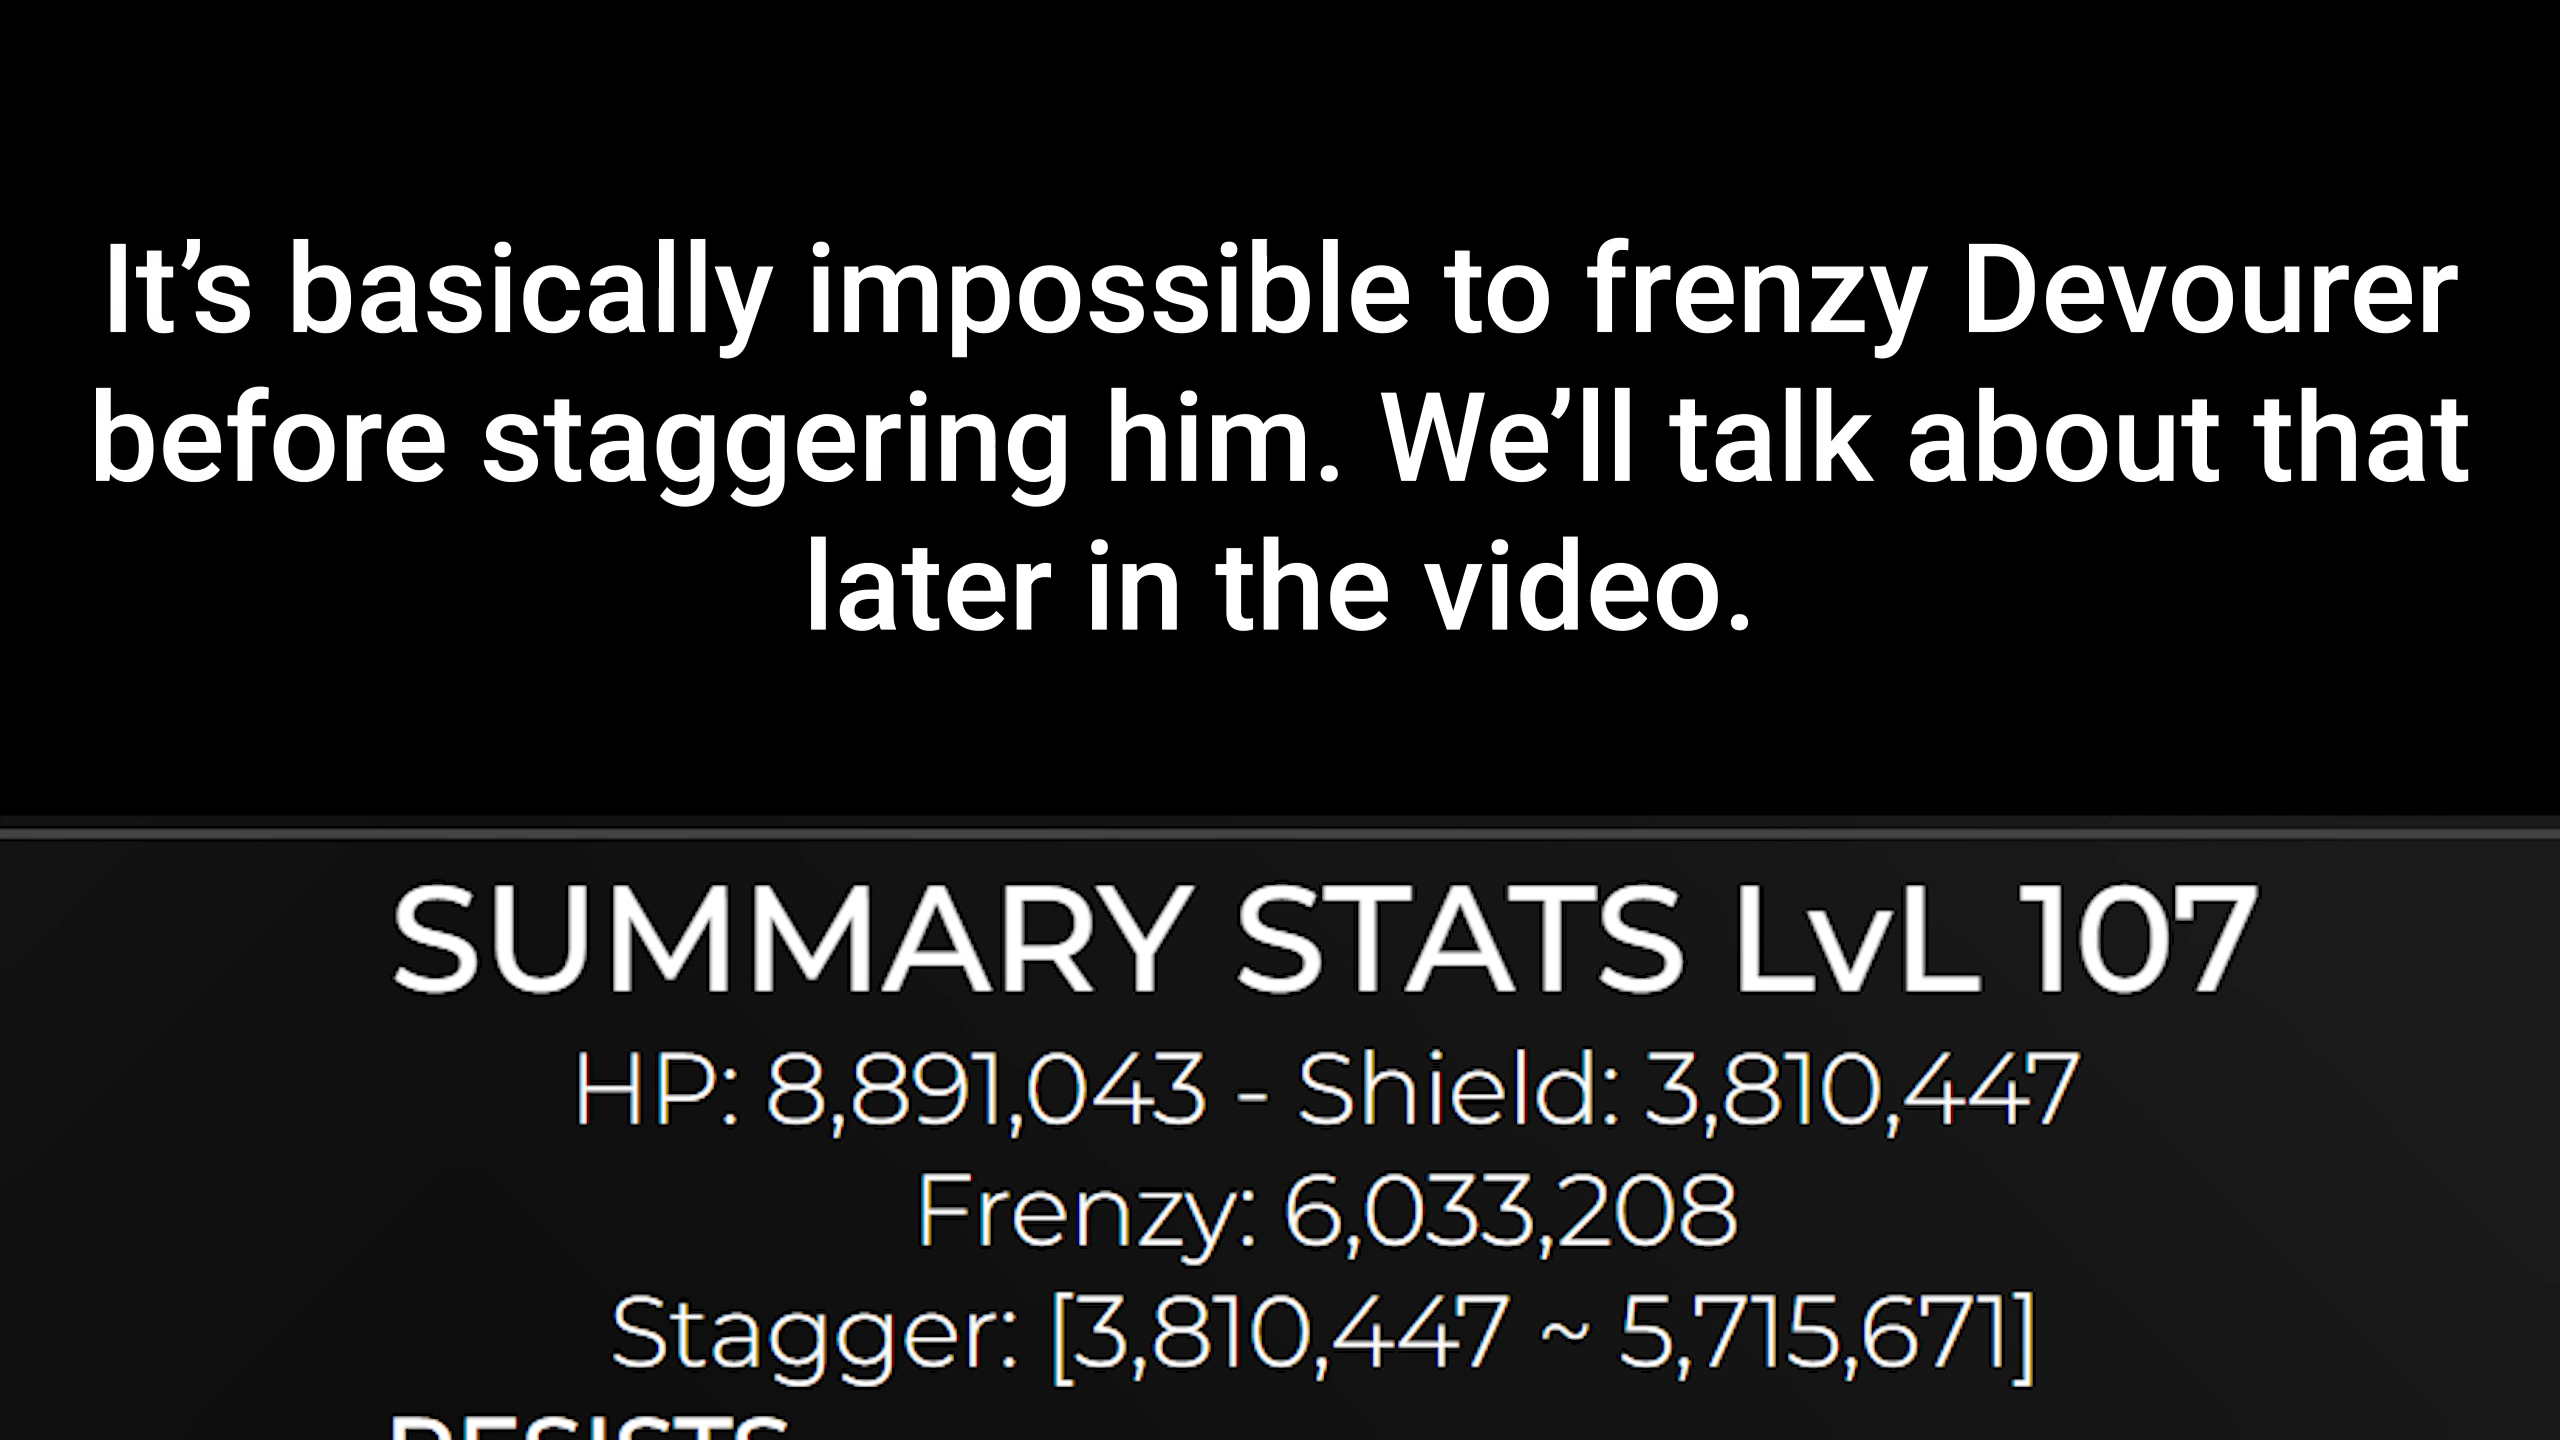 It’s basically impossible to frenzy Devourer
before staggering him. We’ll talk about that
later in the video.
SUMMARY STATS LvL 107
HP: 8,891,043 - Shield: 3,810,447
Frenzy: 6,033,208
Stagger: [3,810,447 ~ 5,715,671]
RESISTS